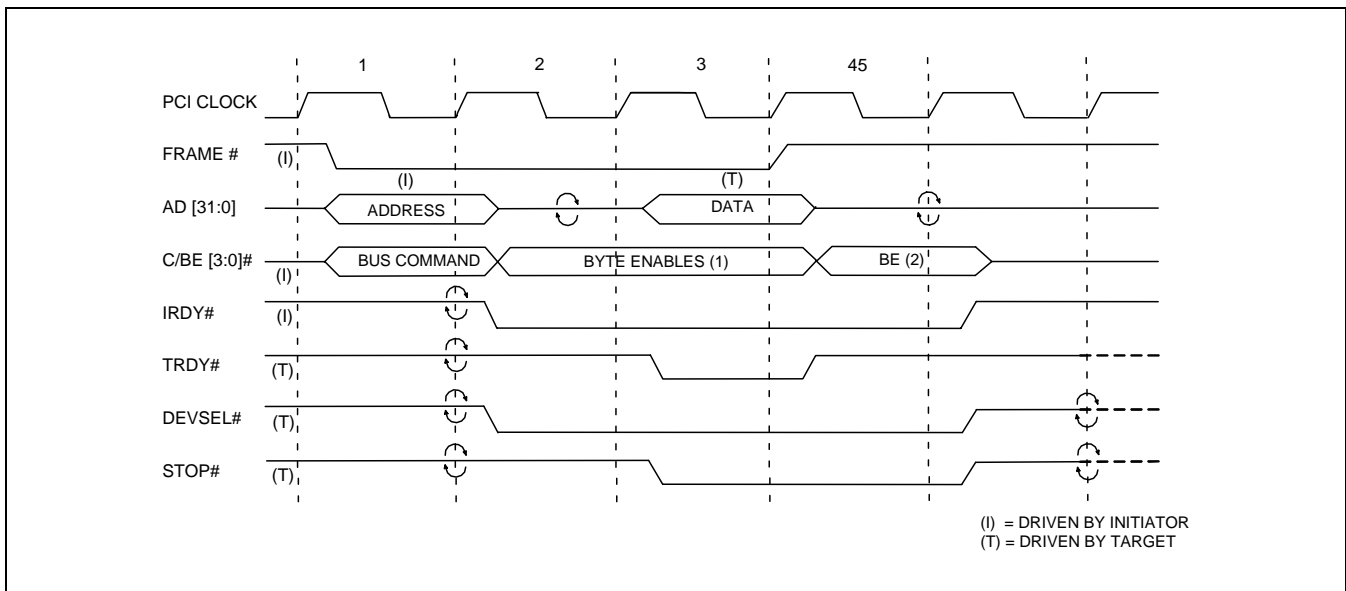 1 2 3 45
PCI CLOCK
FRAME # (I)
(I) (T)
AD [31:0] ADDRESS DATA
C/BE [3:0]# (I) BUS COMMAND BYTE ENABLES (1) BE (2)
IRDY# (I)
TRDY# (T)
DEVSEL# (T)
STOP# (T)
(I) = DRIVEN BY INITIATOR
(T) = DRIVEN BY TARGET